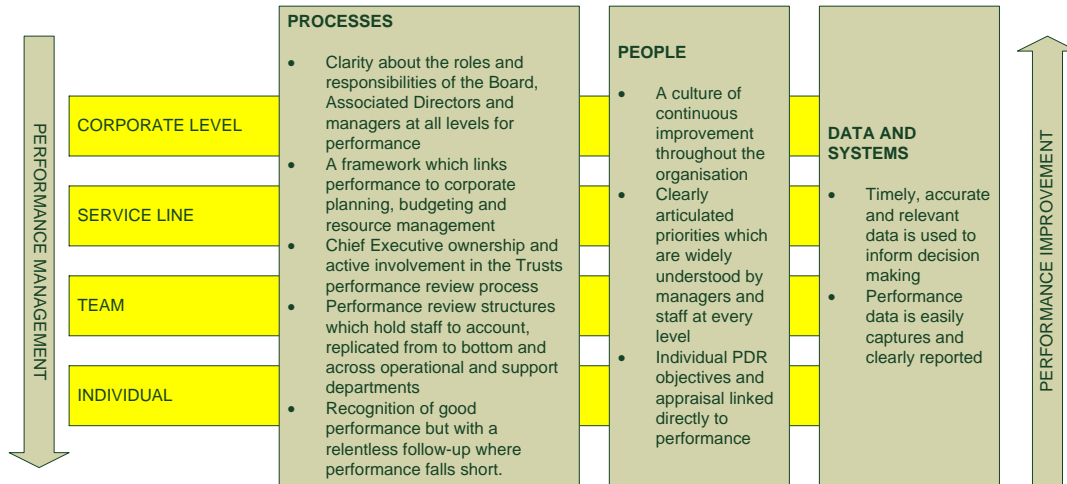 PERFORMANCE MANAGEMENT
CORPORATE LEVEL
SERVICE LINE
TEAM
INDIVIDUAL
PROCESSES
• Clarity about the roles and
responsibilities of the Board,
Associated Directors and
managers at all levels for
performance
• A framework which links
performance to corporate
planning, budgeting and
resource management
• Chief Executive ownership and
active involvement in the Trusts
performance review process
• Performance review structures
which hold staff to account,
replicated from to bottom and
across operational and support
departments
• Recognition of good
performance but with a
relentless follow-up where
performance falls short.
PEOPLE
• A culture of
continuous
improvement
throughout the
organisation
• Clearly
articulated
priorities which
are widely
understood by
managers and
staff at every
level
• Individual PDR
objectives and
appraisal linked
directly to
performance
DATA AND
SYSTEMS
• Timely, accurate
and relevant
data is used to
inform decision
making
• Performance
data is easily
captures and
clearly reported
PERFORMANCE IMPROVEMENT